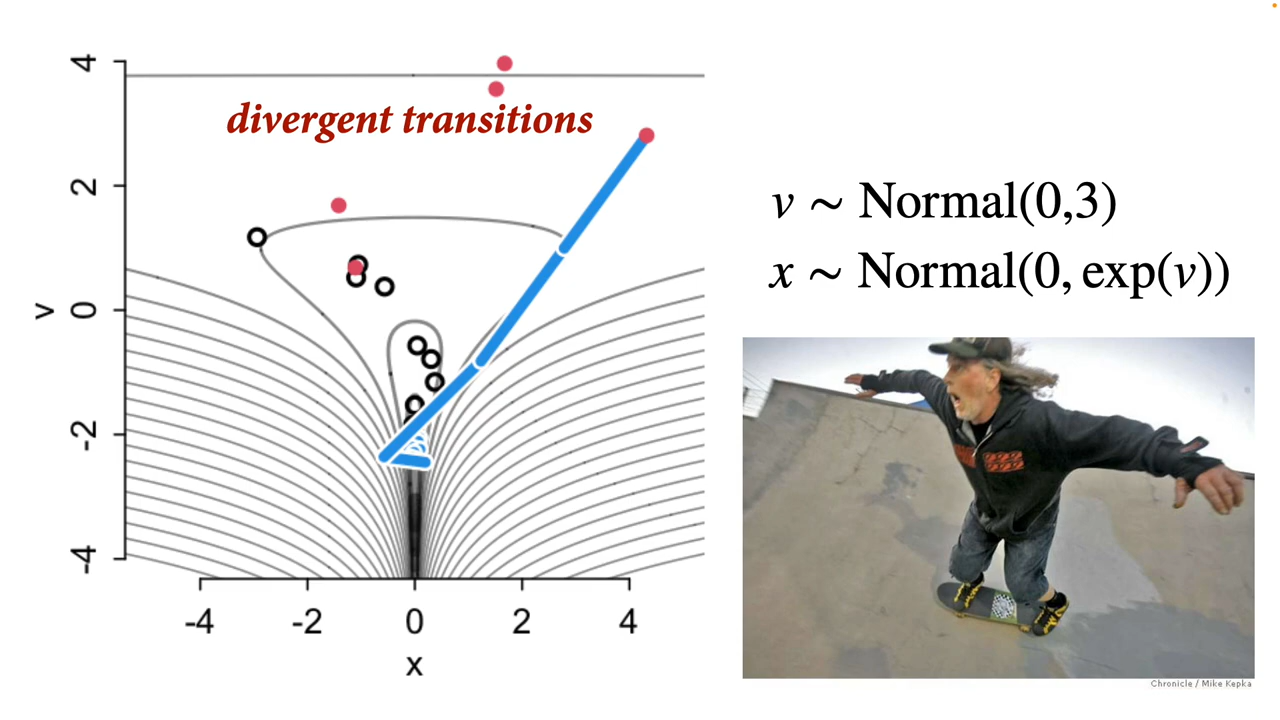 divergent transitions
4
2
0
-2
-4
v
-4
-2
0
2
4
x
v ∼ Normal(0,3)
x ∼ Normal(0, exp(v))
Chronicle / Mike Kepka